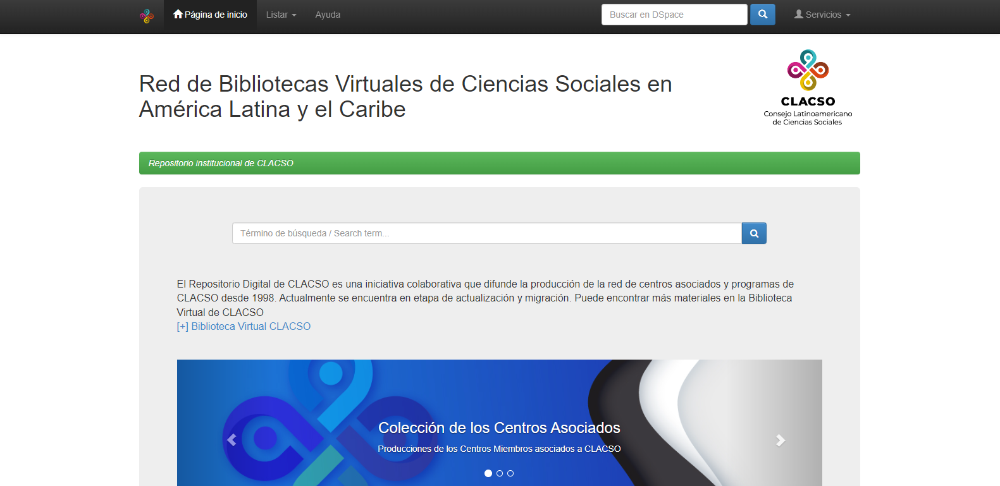 Página de inicio
Listar
Ayuda
Buscar en DSpace
Servicios
Red de Bibliotecas Virtuales de Ciencias Sociales en
América Latina y el Caribe
CLACSO
Consejo Latinoamericano
de Ciencias Sociales
Repositorio institucional de CLACSO
Término de búsqueda / Search term...
El Repositorio Digital de CLACSO es una iniciativa colaborativa que difunde la producción de la red de centros asociados y programas de
CLACSO desde 1998. Actualmente se encuentra en etapa de actualización y migración. Puede encontrar más materiales en la Biblioteca
Virtual de CLACSO
[+] Biblioteca Virtual CLACSO
Colección de los Centros Asociados
Producciones de los Centros Miembros asociados a CLACSO